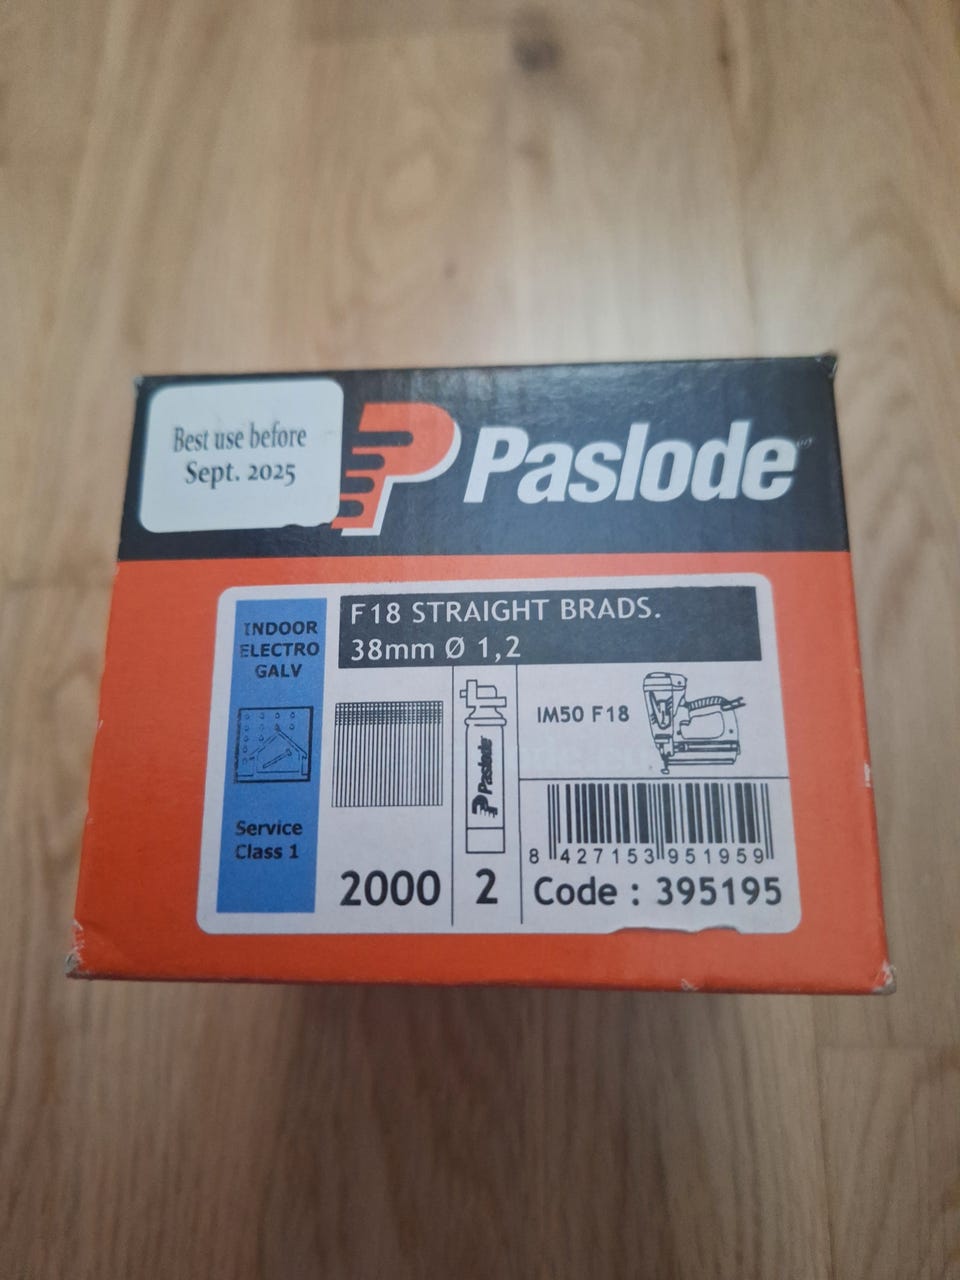 Best use before
Sept. 2025
Paslode
F18 STRAIGHT BRADS.
38mm Ø 1,2
INDOOR
ELECTRO
GALV
Service
Class 1
2000
Paslode
2
IM50 F18
8 427153 951959
Code : 395195